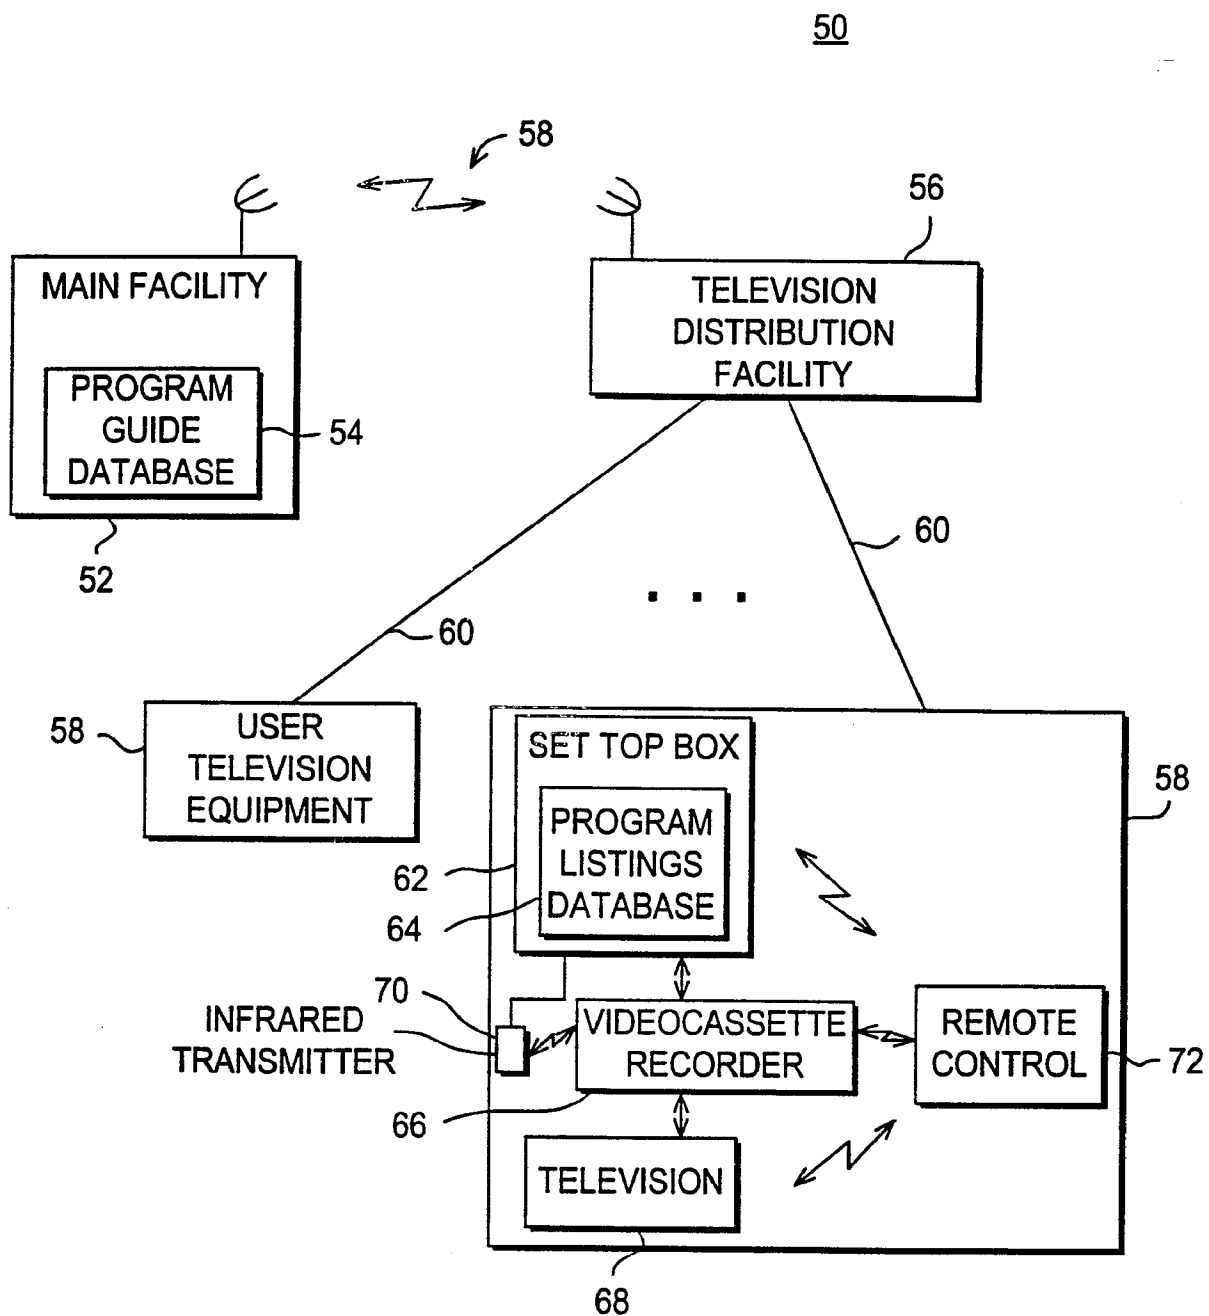 50
58
56
MAIN FACILITY
TELEVISION
DISTRIBUTION
FACILITY
PROGRAM
GUIDE
DATABASE
54
52
60
60
58
USER
TELEVISION
EQUIPMENT
SET TOP BOX
PROGRAM
LISTINGS
DATABASE
58
62
64
70
INFRARED
TRANSMITTER
VIDEOCASSETTE
RECORDER
REMOTE
CONTROL
72
66
TELEVISION
68